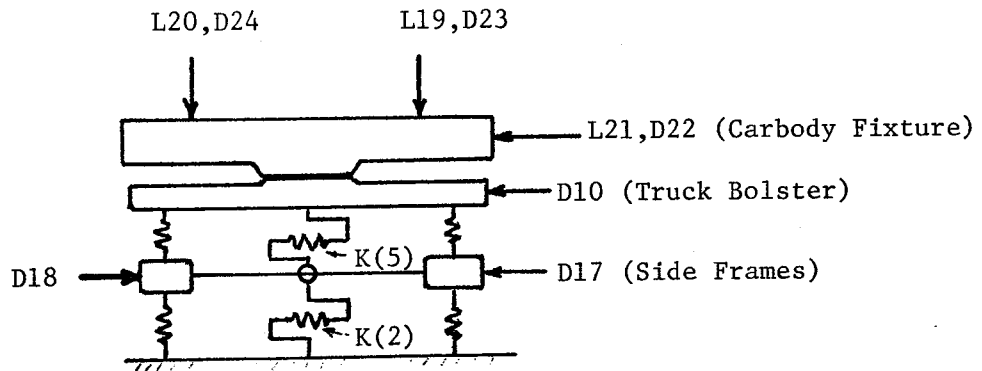 L20,D24
L19,D23
L21,D22 (Carbody Fixture)
D10 (Truck Bolster)
K(5)
D18
D17 (Side Frames)
K(2)